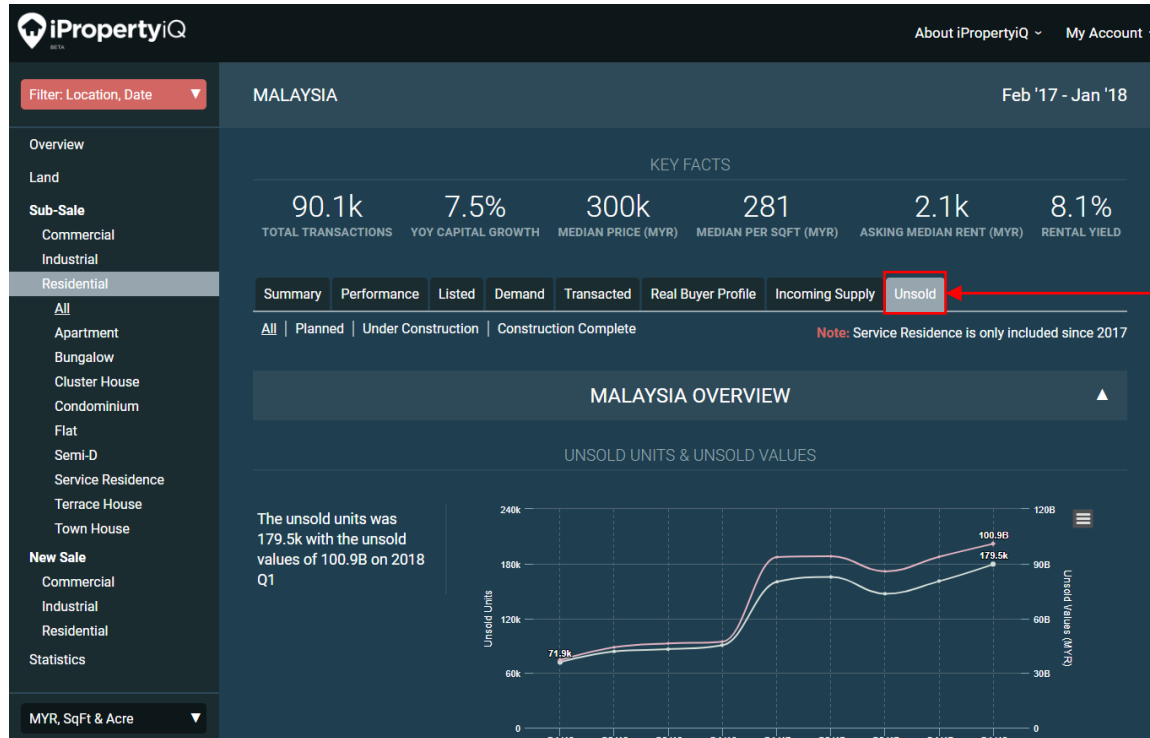 iPropertyiQ
BETA
About iPropertyiQ
My Account
Filter: Location, Date
MALAYSIA
Feb '17 - Jan '18
Overview
Land
Sub-Sale
Commercial
Industrial
Residential
All
Apartment
Bungalow
Cluster House
Condominium
Flat
Semi-D
Service Residence
Terrace House
Town House
New Sale
Commercial
Industrial
Residential
Statistics
MYR, SqFt & Acre
KEY FACTS
90.1k 7.5% 300k 281 2.1k 8.1%
TOTAL TRANSACTIONS YOY CAPITAL GROWTH MEDIAN PRICE (MYR) MEDIAN PER SQFT (MYR) ASKING MEDIAN RENT (MYR) RENTAL YIELD
Summary Performance Listed Demand Transacted Real Buyer Profile Incoming Supply Unsold
All | Planned | Under Construction | Construction Complete
Note: Service Residence is only included since 2017
MALAYSIA OVERVIEW
UNSOLD UNITS & UNSOLD VALUES
The unsold units was
179.5k with the unsold
values of 100.9B on 2018
Q1
Unsold Units
240k
180k
120k
60k
0
71.9k
100.9B
179.5k
120B
90B
60B
30B
0
Unsold Values (MYR)